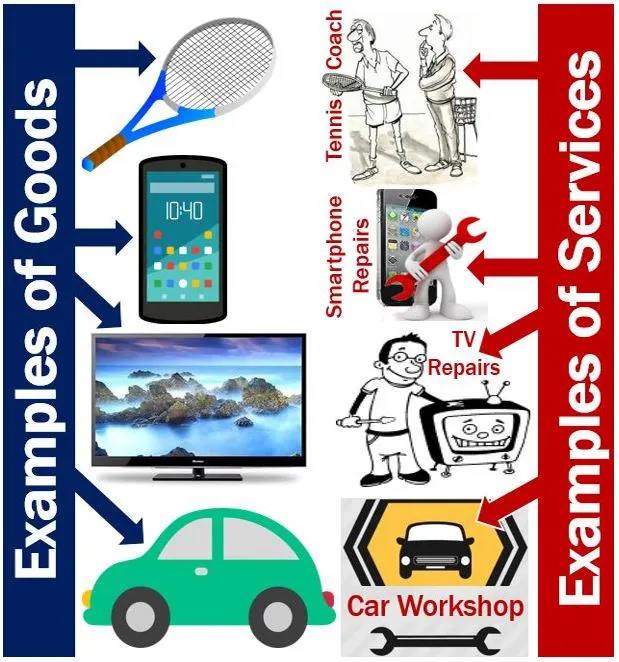 Examples of Goods
10:40
Tennis Coach
Smartphone
Repairs
TV
Repairs
Car Workshop
Examples of Services